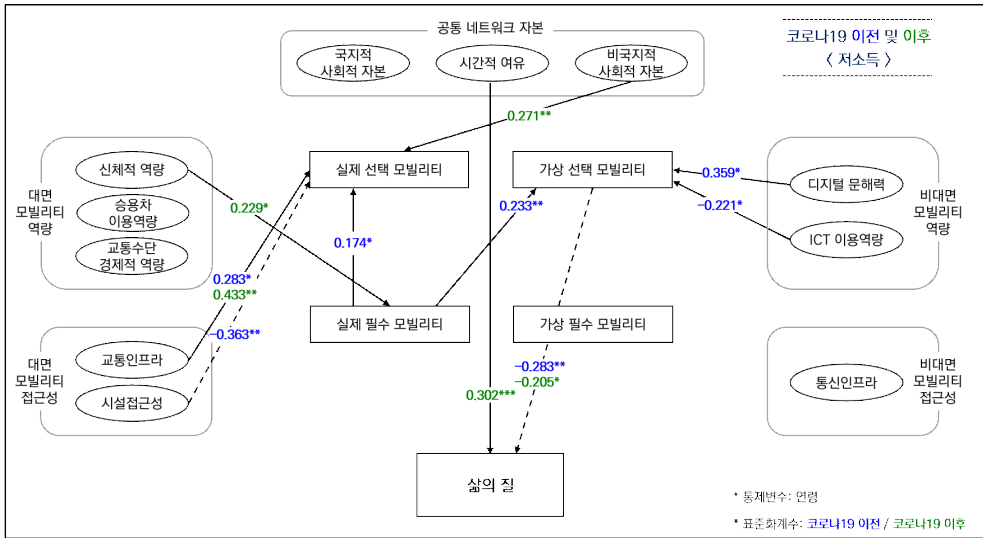 공통 네트워크 자본
국지적
사회적 자본
시간적 여유
비국지적
사회적 자본
코로나19 이전 및 이후
< 저소득 >
0.271**
신체적 역량
승용차
이용역량
교통수단
경제적 역량
대면
모빌리티
역량
실제 선택 모빌리티
가상 선택 모빌리티
0.359*
-0.221*
디지털 문해력
ICT 이용역량
비대면
모빌리티
역량
0.229*
0.233**
0.174*
0.283*
0.433**
-0.363**
실제 필수 모빌리티
가상 필수 모빌리티
대면
모빌리티
접근성
교통인프라
시설접근성
-0.283**
-0.205*
0.302***
통신인프라
비대면
모빌리티
접근성
삶의 질
* 통제변수: 연령
* 표준화계수: 코로나19 이전 / 코로나19 이후